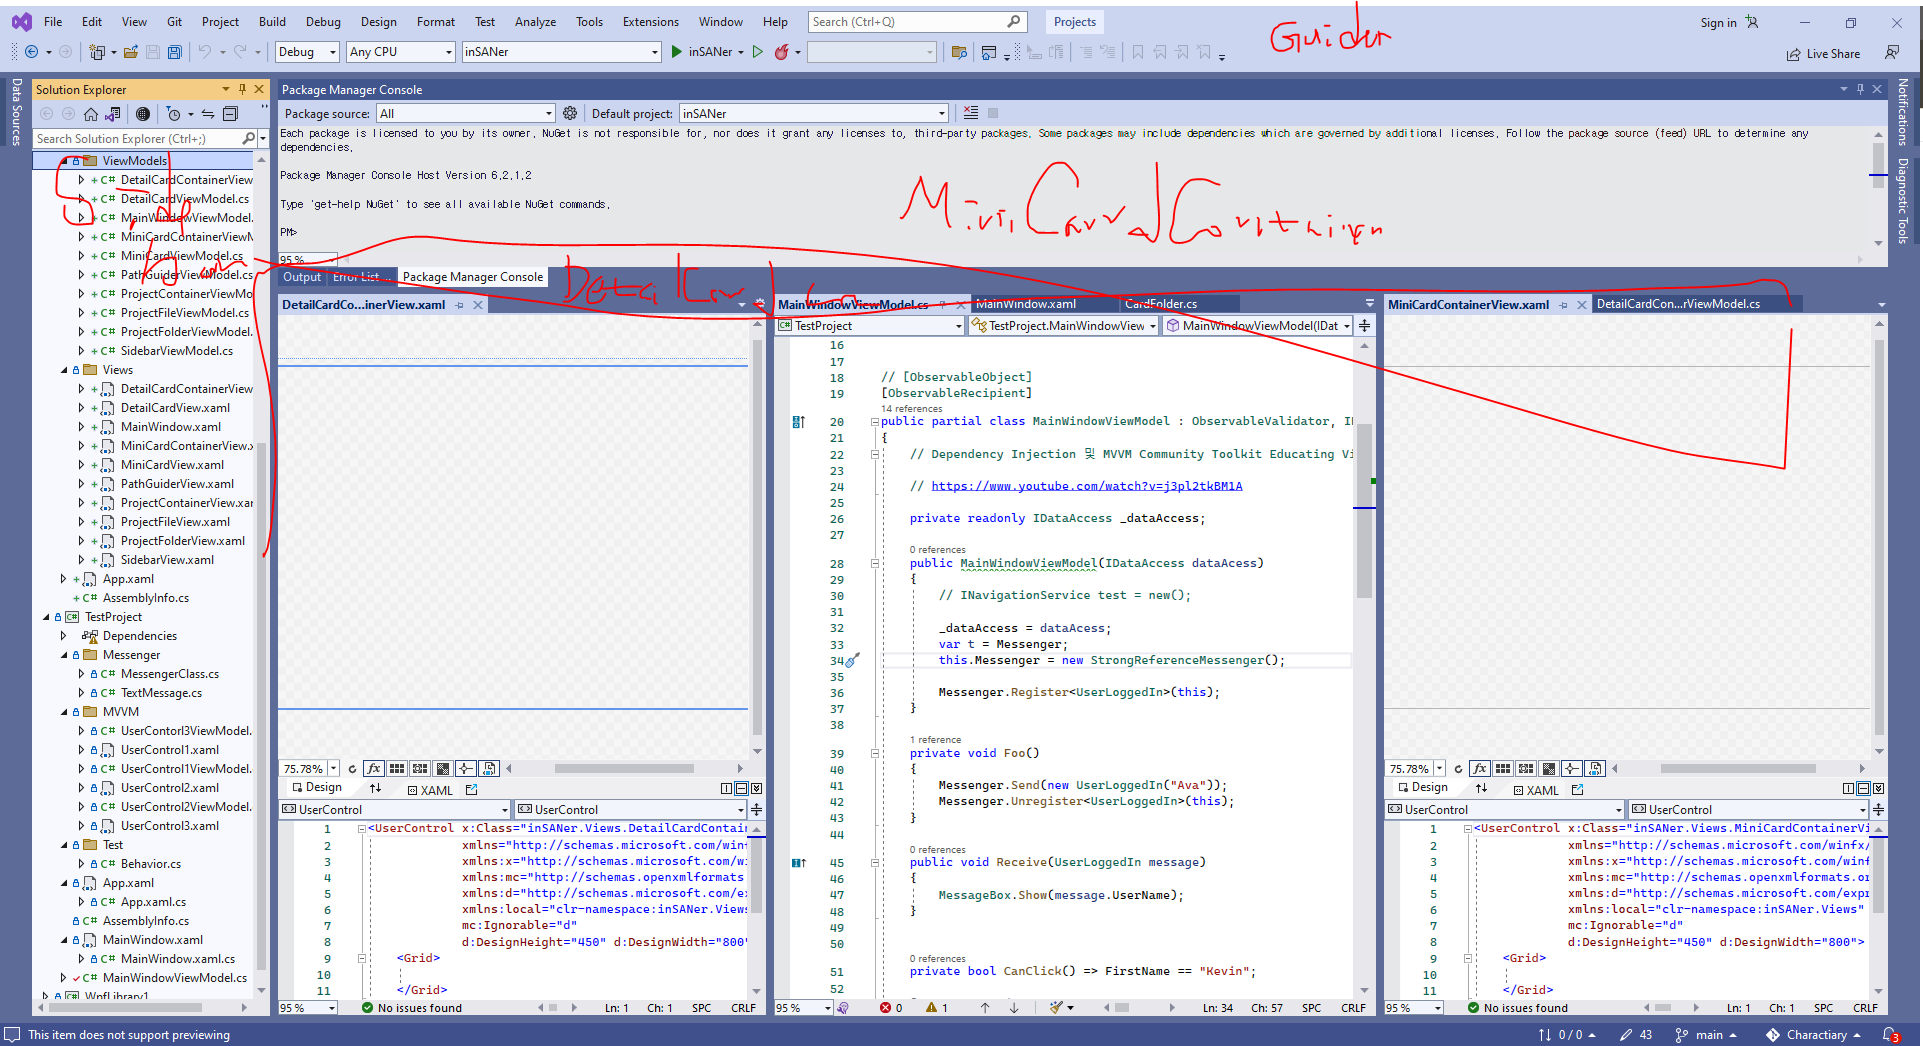 File Edit View Git Project Build Debug Design Format Test Analyze Tools Extensions Window Help Search (Ctrl+Q) Projects Sign in
Guider
Debug Any CPU inSANer inSANer Live Share
Data Sources
Solution Explorer
Search Solution Explorer (Ctrl+;)
ViewModels
DetailCardContainerView
DetailCardViewModel.cs
MainWindowViewModel.
MiniCardContainerViewM
MiniCardViewModel.cs
PathGuiderViewModel.cs
ProjectContainerViewMo
ProjectFileViewModel.cs
ProjectFolderViewModel.
SidebarViewModel.cs
Views
DetailCardContainerView
DetailCardView.xaml
MainWindow.xaml
MiniCardContainerView.x
MiniCardView.xaml
PathGuiderView.xaml
ProjectContainerView.xar
ProjectFileView.xaml
ProjectFolderView.xaml
SidebarView.xaml
App.xaml
AssemblyInfo.cs
TestProject
Dependencies
Messenger
MessengerClass.cs
TextMessage.cs
MVVM
UserContorl3ViewModel.
UserControl1.xaml
UserControl1ViewModel.
UserControl2.xaml
UserControl2ViewModel.
UserControl3.xaml
Test
Behavior.cs
App.xaml
App.xaml.cs
AssemblyInfo.cs
MainWindow.xaml
MainWindow.xaml.cs
MainWindowViewModel.cs
WpfLibrary1
Package Manager Console
Package source: All Default project: inSANer
Each package is licensed to you by its owner. NuGet is not responsible for, nor does it grant any licenses to, third-party packages. Some packages may include dependencies which are governed by additional licenses. Follow the package source (feed) URL to determine any
dependencies.
Package Manager Console Host Version 6.2.1.2
Type 'get-help NuGet' to see all available NuGet commands.
PM>
95 %
Output Error List ... Package Manager Console
Notifications
Diagnostic Tools
DetailCardCo...inerView.xaml
75.78%
Design XAML
UserControl UserControl
1 <UserControl x:Class="inSANer.Views.DetailCardContai
2 xmlns="http://schemas.microsoft.com/winf
3 xmlns:x="http://schemas.microsoft.com/wi
4 xmlns:mc="http://schemas.openxmlformats.
5 xmlns:d="http://schemas.microsoft.com/ex
6 xmlns:local="clr-namespace:inSANer.Views
7 mc:Ignorable="d"
8 d:DesignHeight="450" d:DesignWidth="800"
9 <Grid>
10
11 </Grid>
95 % No issues found Ln: 1 Ch: 1 SPC CRLF
MainWindowViewModel.cs MainWindow.xaml CardFolder.cs
TestProject TestProject.MainWindowView MainWindowViewModel(IDat
16
17
18 // [ObservableObject]
19 [ObservableRecipient]
14 references
20 public partial class MainWindowViewModel : ObservableValidator, I
21 {
22 // Dependency Injection 및 MVVM Community Toolkit Educating Vi
23
24 // https://www.youtube.com/watch?v=j3pl2tkBM1A
25
26 private readonly IDataAccess _dataAccess;
27
0 references
28 public MainWindowViewModel(IDataAccess dataAcess)
29 {
30 // INavigationService test = new();
31
32 _dataAccess = dataAcess;
33 var t = Messenger;
34 this.Messenger = new StrongReferenceMessenger();
35
36 Messenger.Register<UserLoggedIn>(this);
37 }
38
1 reference
39 private void Foo()
40 {
41 Messenger.Send(new UserLoggedIn("Ava"));
42 Messenger.Unregister<UserLoggedIn>(this);
43 }
44
0 references
45 public void Receive(UserLoggedIn message)
46 {
47 MessageBox.Show(message.UserName);
48 }
49
50
0 references
51 private bool CanClick() => FirstName == "Kevin";
52
95 % 0 1 Ln: 34 Ch: 57 SPC CRLF
MiniCardContainerView.xaml DetailCardCon...rViewModel.cs
75.78%
Design XAML
UserControl UserControl
1 <UserControl x:Class="inSANer.Views.MiniCardContainerVi
2 xmlns="http://schemas.microsoft.com/winfx/
3 xmlns:x="http://schemas.microsoft.com/winf
4 xmlns:mc="http://schemas.openxmlformats.or
5 xmlns:d="http://schemas.microsoft.com/expr
6 xmlns:local="clr-namespace:inSANer.Views"
7 mc:Ignorable="d"
8 d:DesignHeight="450" d:DesignWidth="800">
9 <Grid>
10
11 </Grid>
95 % No issues found Ln: 1 Ch: 1 SPC CRLF
This item does not support previewing 0 / 0 43 main Charactiary 3